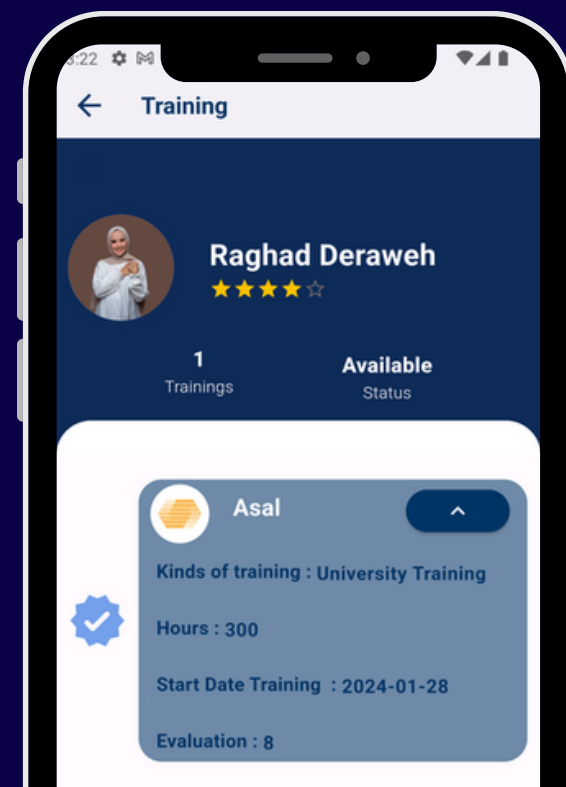 :22
Training
Raghad Deraweh
1
Trainings
Available
Status
Asal
Kinds of training : University Training
Hours : 300
Start Date Training : 2024-01-28
Evaluation : 8